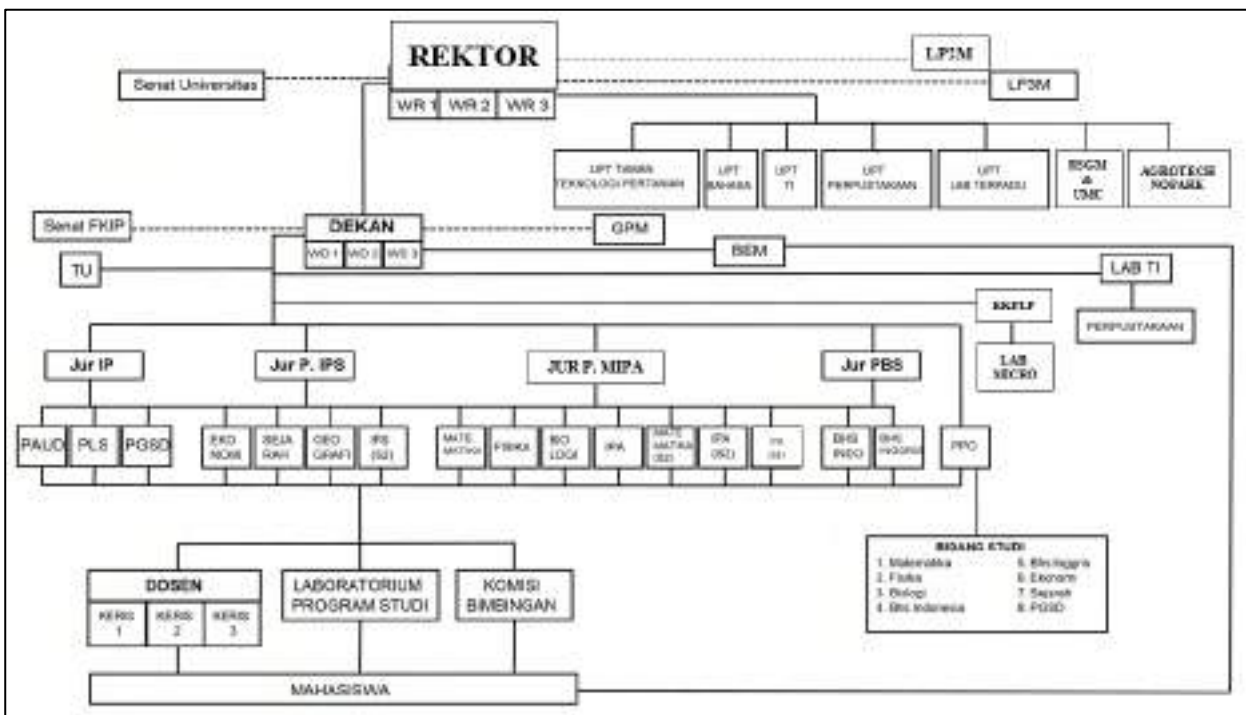 REKTOR
Senat Universitas
WR 1
WR 2
WR 3
LP3M
UPT
TEKNOLOGI PERTANIAN
UPT
BAHASA
UPT
TI
UPT
PERPUSTAKAAN
UPT
LAB TERPADU
&
AGROTECH
NOPARK
Senat FKIP
DEKAN
GPM
WD 1
WD 2
WD 3
BEM
TU
LAB TI
PERPUSTAKAAN
Jur IP
Jur P. IPS
JUR P. MIPA
Jur PBS
LAB
MICRO
PAUD
PLS
PGSD
EKO
NOMI
SEJA
RAH
GEO
GRAFI
IPS
(S2)
MATE
MATIKA
FISIKA
BIO
LOGI
IPA
MATE
MATIKA
(S2)
IPA
(S2)
IPA
BHS
INDO
BHS
INGGRIS
BIDANG STUDI
1. Matematika
2. Fisika
3. Biologi
4. Bhs Indonesia
5. Bhs Inggris
6. Ekonomi
7. Sejarah
8. PGSD
DOSEN
KERIS
1
KERIS
2
KERIS
3
LABORATORIUM
PROGRAM STUDI
KOMISI
BIMBINGAN
MAHASISWA